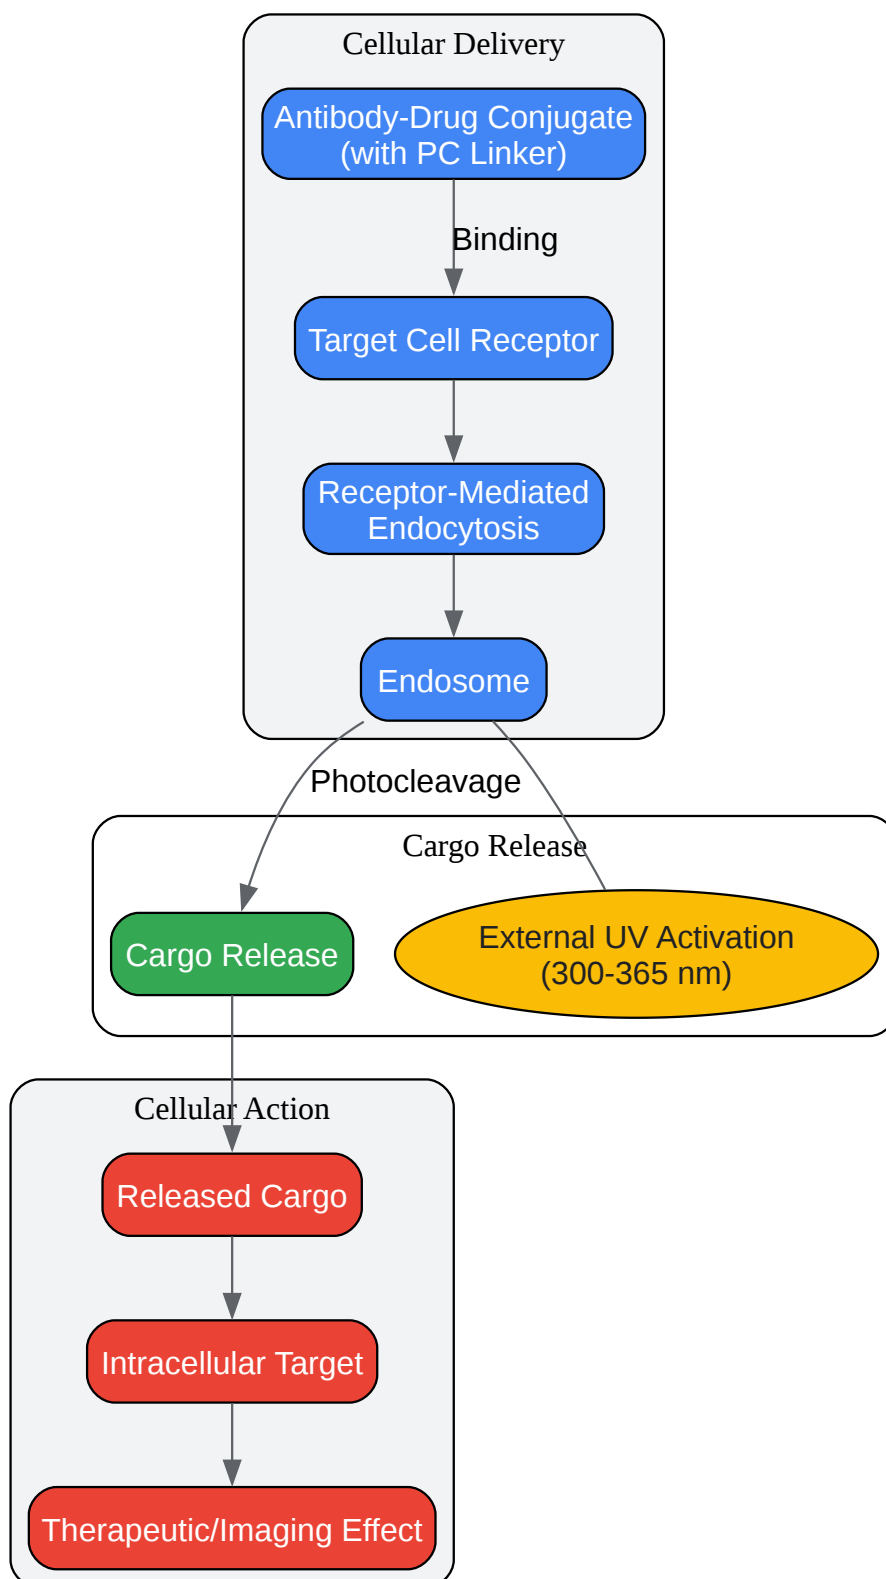 Cellular Delivery
Antibody-Drug Conjugate
(with PC Linker)
Binding
Target Cell Receptor
Receptor-Mediated
Endocytosis
Endosome
Photocleavage
Cargo Release
Cargo Release
External UV Activation
(300-365 nm)
Cellular Action
Released Cargo
Intracellular Target
Therapeutic/Imaging Effect